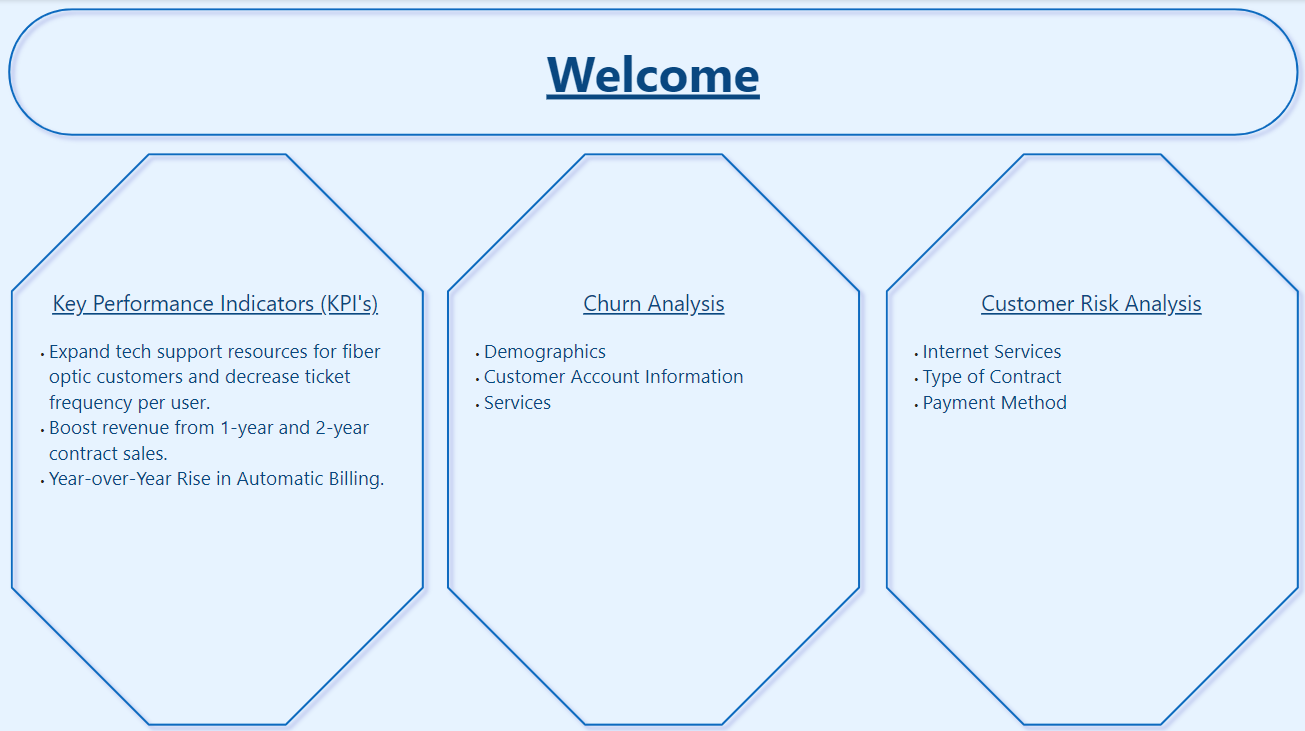 Welcome
Key Performance Indicators (KPI's)
• Expand tech support resources for fiber
optic customers and decrease ticket
frequency per user.
• Boost revenue from 1-year and 2-year
contract sales.
• Year-over-Year Rise in Automatic Billing.
Churn Analysis
• Demographics
• Customer Account Information
• Services
Customer Risk Analysis
• Internet Services
• Type of Contract
• Payment Method